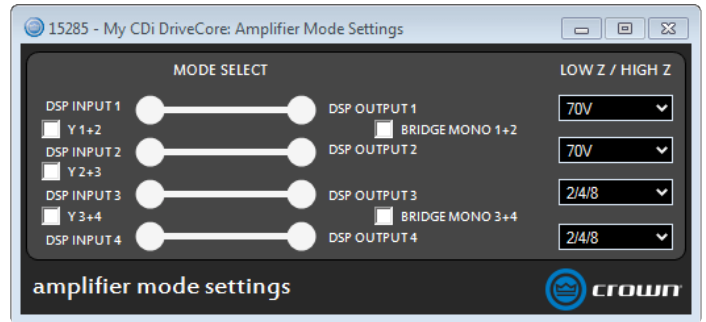 15285 - My CDi DriveCore: Amplifier Mode Settings
MODE SELECT
LOW Z / HIGH Z
DSP INPUT 1
DSP OUTPUT 1
70V
Y 1+2
BRIDGE MONO 1+2
DSP INPUT 2
DSP OUTPUT 2
70V
Y 2+3
DSP INPUT 3
DSP OUTPUT 3
2/4/8
Y 3+4
BRIDGE MONO 3+4
DSP INPUT 4
DSP OUTPUT 4
2/4/8
amplifier mode settings
crown